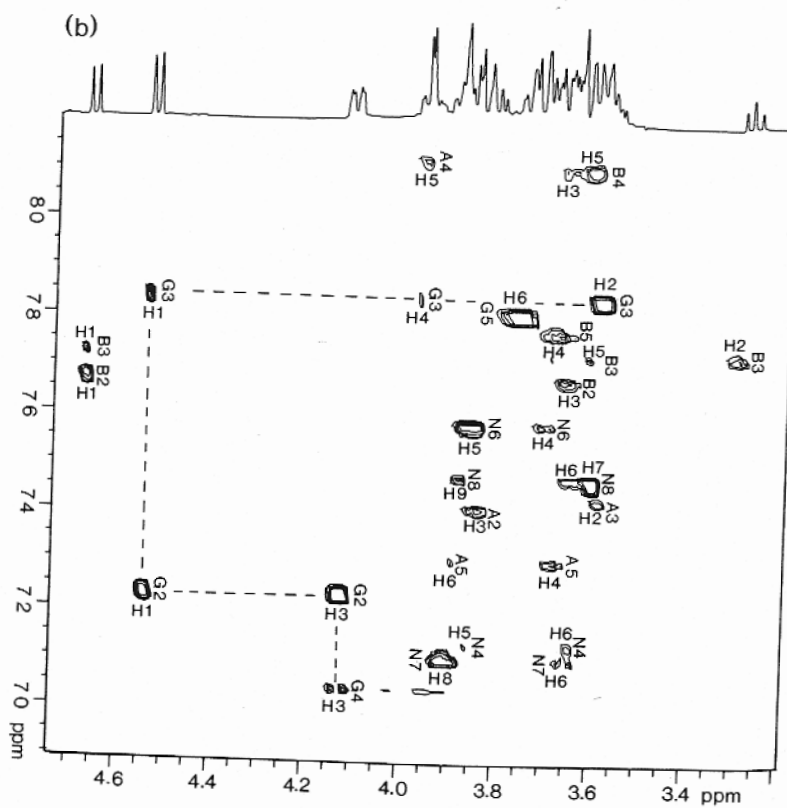 (b)
A4
H5
H5
H3
B4
80
G3
H1
G3
H4
H2
G3
H6
G5
78
H1
B3
B5
H4
H5
B3
H2
B3
B2
H1
B2
H3
76
N6
H5
N6
H4
N8
H9
H6
H7
N8
74
A2
H3
A3
H2
A5
H6
A5
H4
G2
H1
G2
H3
72
H5
N4
H6
N4
N7
H8
N7
H6
G4
H3
70
ppm
4.6
4.4
4.2
4.0
3.8
3.6
3.4
ppm